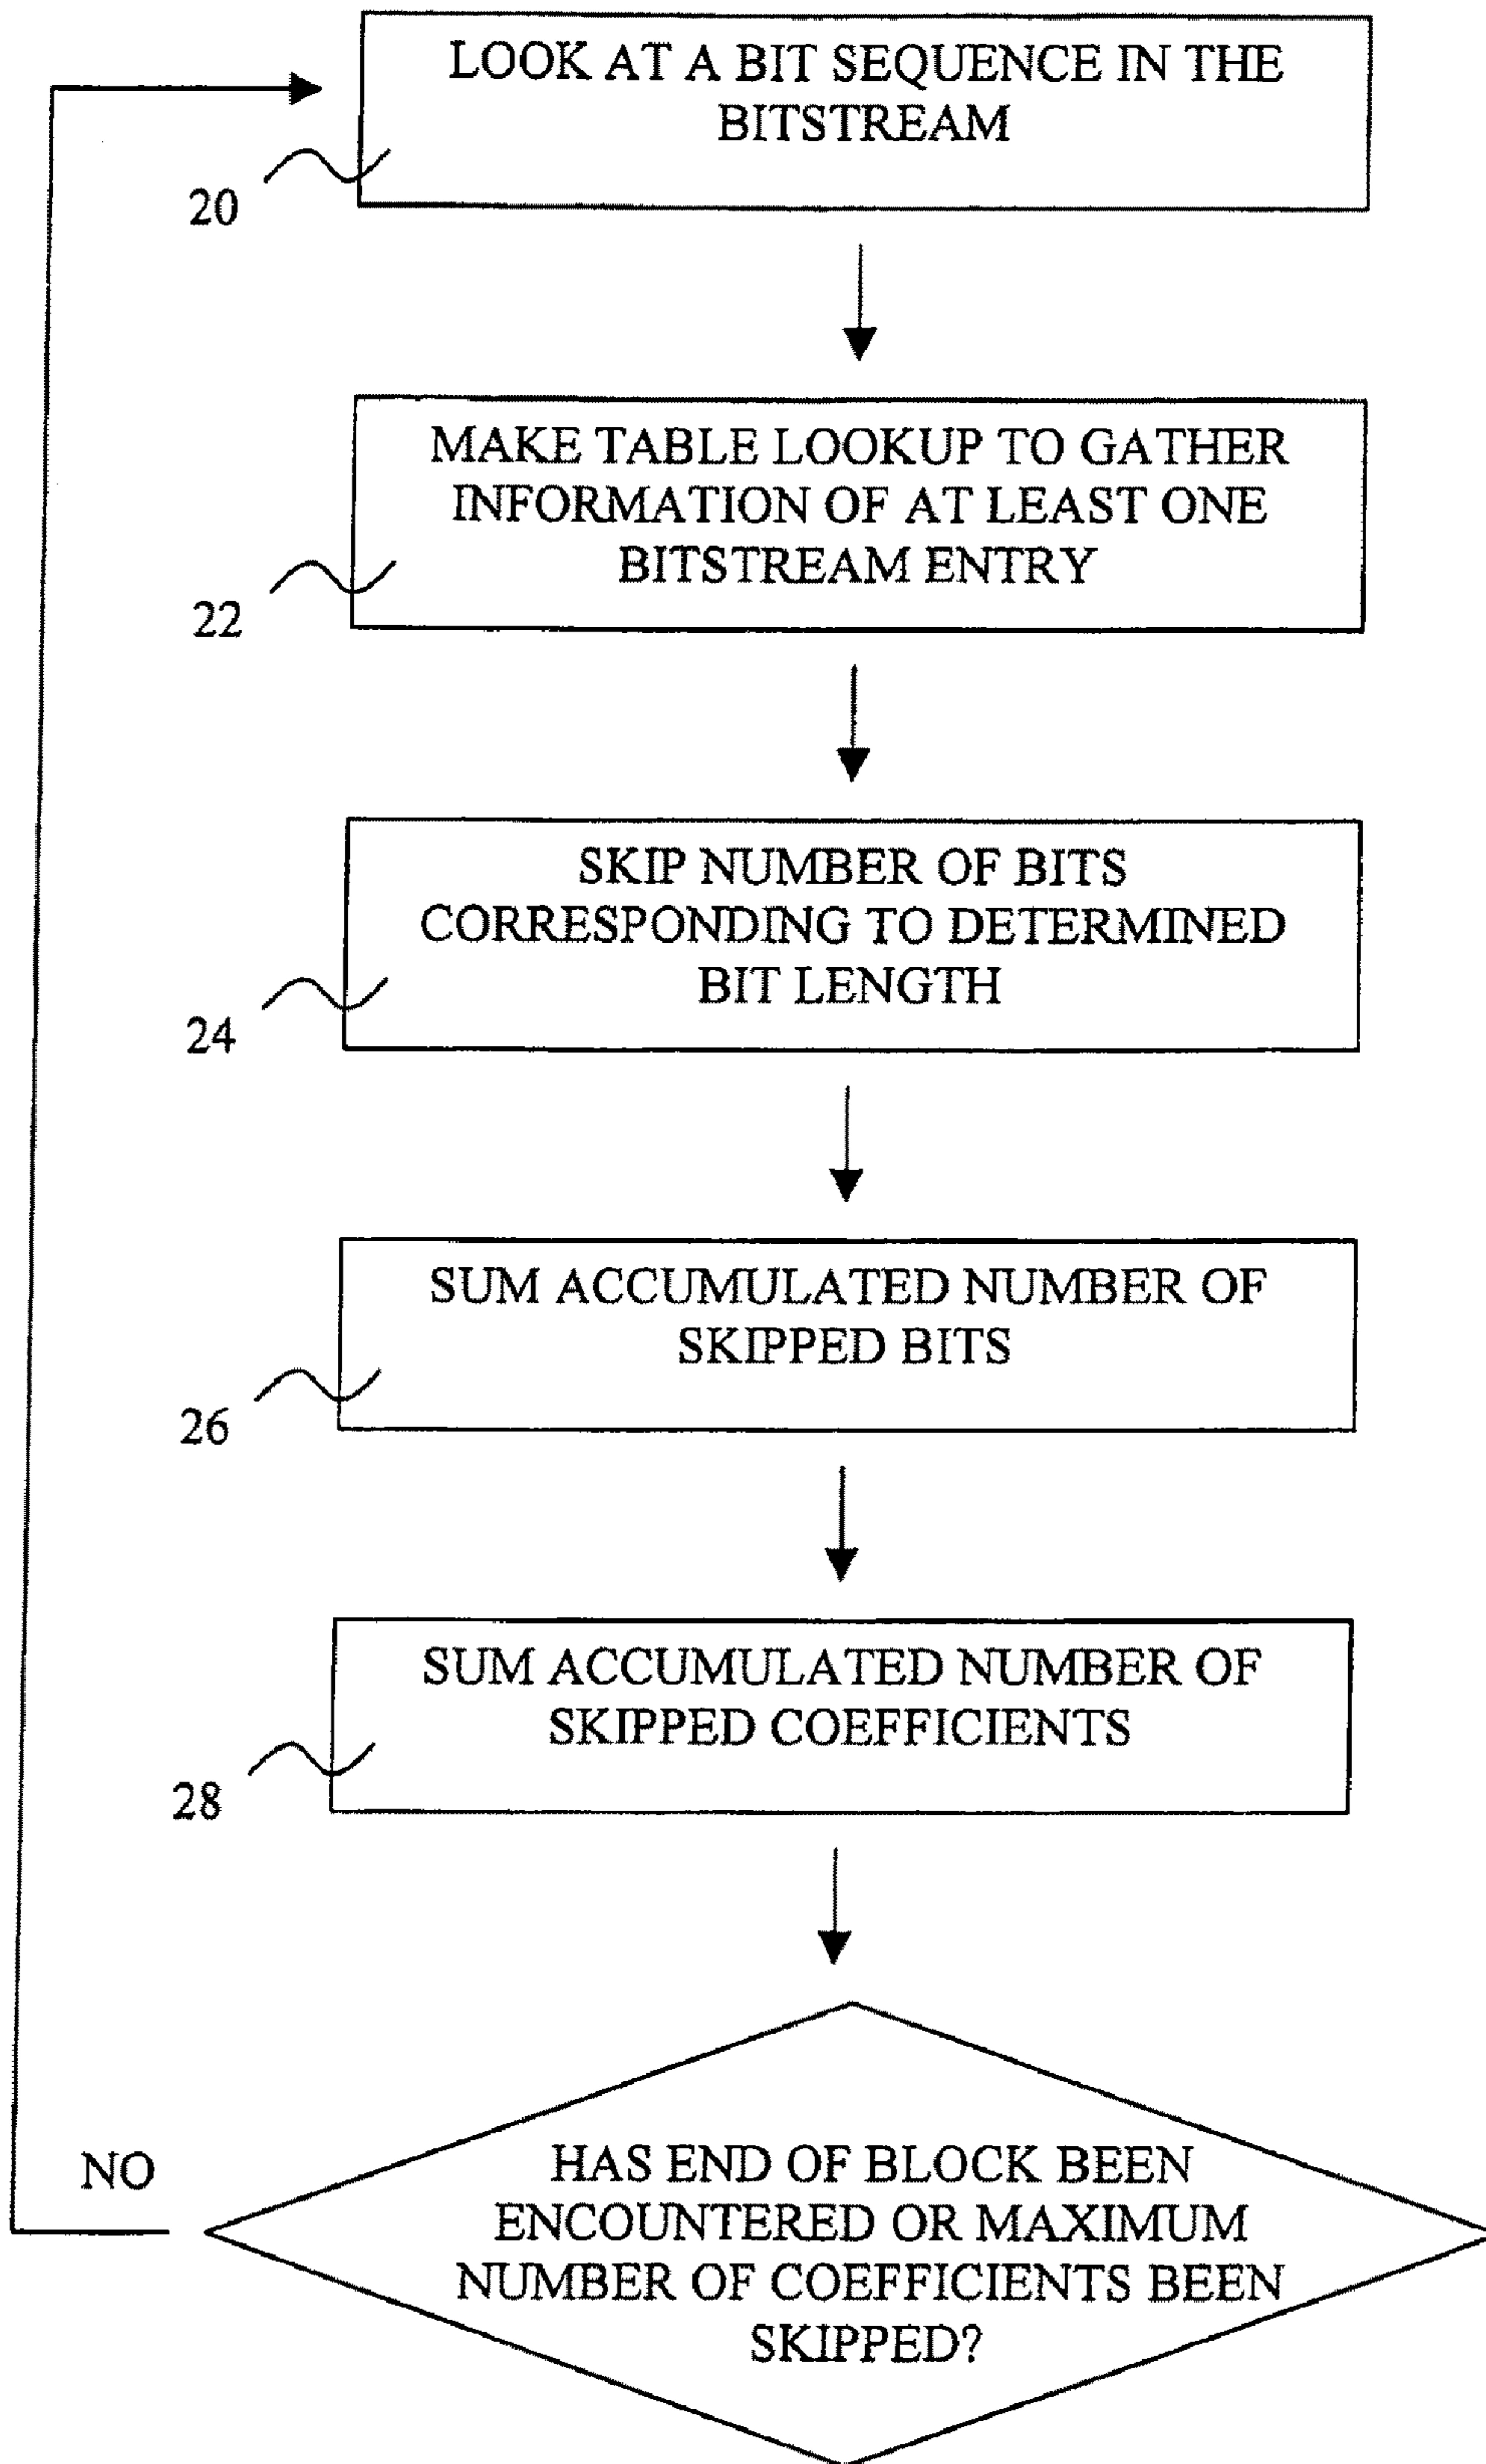 LOOK AT A BIT SEQUENCE IN THE
BITSTREAM
20
MAKE TABLE LOOKUP TO GATHER
INFORMATION OF AT LEAST ONE
BITSTREAM ENTRY
22
SKIP NUMBER OF BITS
CORRESPONDING TO DETERMINED
BIT LENGTH
24
SUM ACCUMULATED NUMBER OF
SKIPPED BITS
26
SUM ACCUMULATED NUMBER OF
SKIPPED COEFFICIENTS
28
NO
HAS END OF BLOCK BEEN
ENCOUNTERED OR MAXIMUM
NUMBER OF COEFFICIENTS BEEN
SKIPPED?